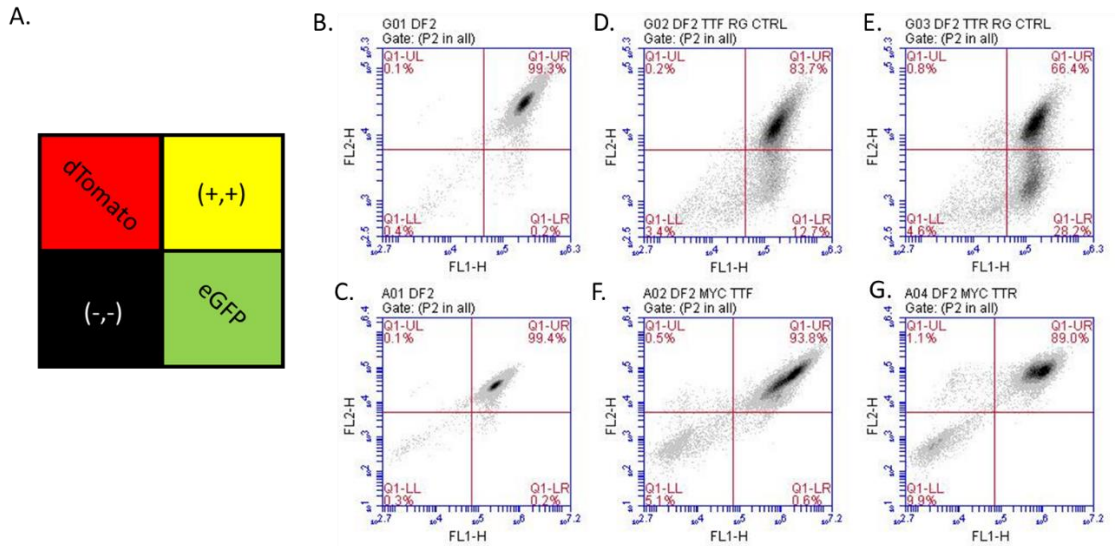 A.
dTomato
(+,+)
(-,-)
eGFP
B.
G01 DF2
Gate: (P2 in all)
Q1-UL
0.1%
Q1-UR
99.3%
Q1-LL
0.4%
Q1-LR
0.2%
FL2-H
FL1-H
D.
G02 DF2 TTF RG CTRL
Gate: (P2 in all)
Q1-UL
0.2%
Q1-UR
83.7%
Q1-LL
3.4%
Q1-LR
12.7%
FL2-H
FL1-H
E.
G03 DF2 TTR RG CTRL
Gate: (P2 in all)
Q1-UL
0.8%
Q1-UR
66.4%
Q1-LL
4.6%
Q1-LR
28.2%
FL2-H
FL1-H
C.
A01 DF2
Gate: (P2 in all)
Q1-UL
0.1%
Q1-UR
99.4%
Q1-LL
0.3%
Q1-LR
0.2%
FL2-H
FL1-H
F.
A02 DF2 MYC TTF
Gate: (P2 in all)
Q1-UL
0.5%
Q1-UR
93.8%
Q1-LL
5.1%
Q1-LR
0.6%
FL2-H
FL1-H
G.
A04 DF2 MYC TTR
Gate: (P2 in all)
Q1-UL
1.1%
Q1-UR
89.0%
Q1-LL
9.9%
FL2-H
FL1-H